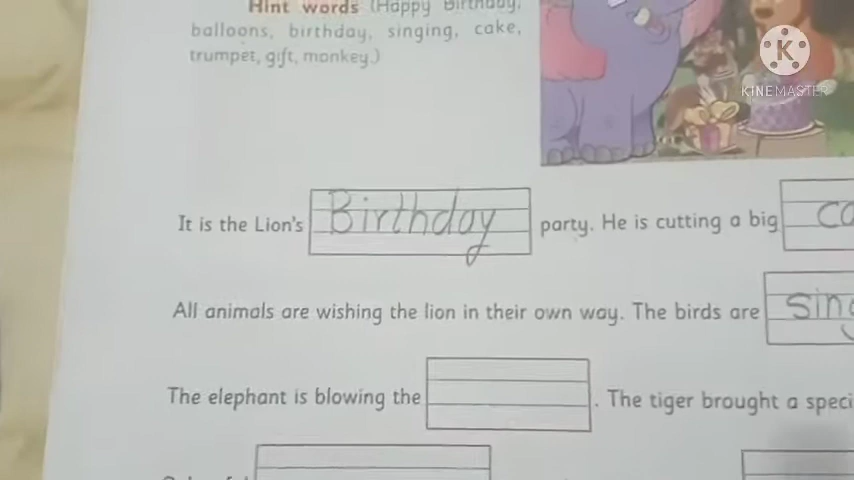 Hint words (Happy Birthday,
balloons, birthday, singing, cake,
trumpet, gift, monkey.)
KINEMASTER
It is the Lion's Birthday party. He is cutting a big
All animals are wishing the lion in their own way. The birds are
The elephant is blowing the . The tiger brought a